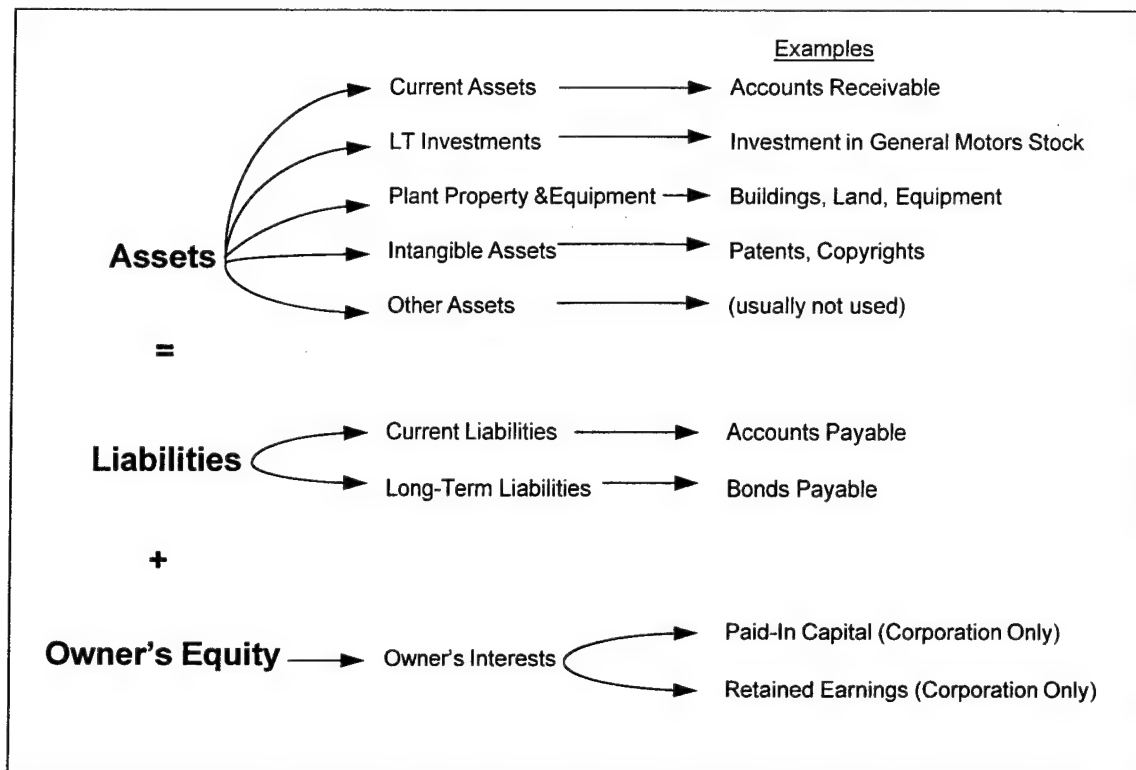 Examples
Current Assets Accounts Receivable
LT Investments Investment in General Motors Stock
Plant Property &Equipment Buildings, Land, Equipment
Assets Intangible Assets Patents, Copyrights
Other Assets (usually not used)
=
Current Liabilities Accounts Payable
Liabilities
Long-Term Liabilities Bonds Payable
+
Paid-In Capital (Corporation Only)
Owner's Equity Owner's Interests
Retained Earnings (Corporation Only)